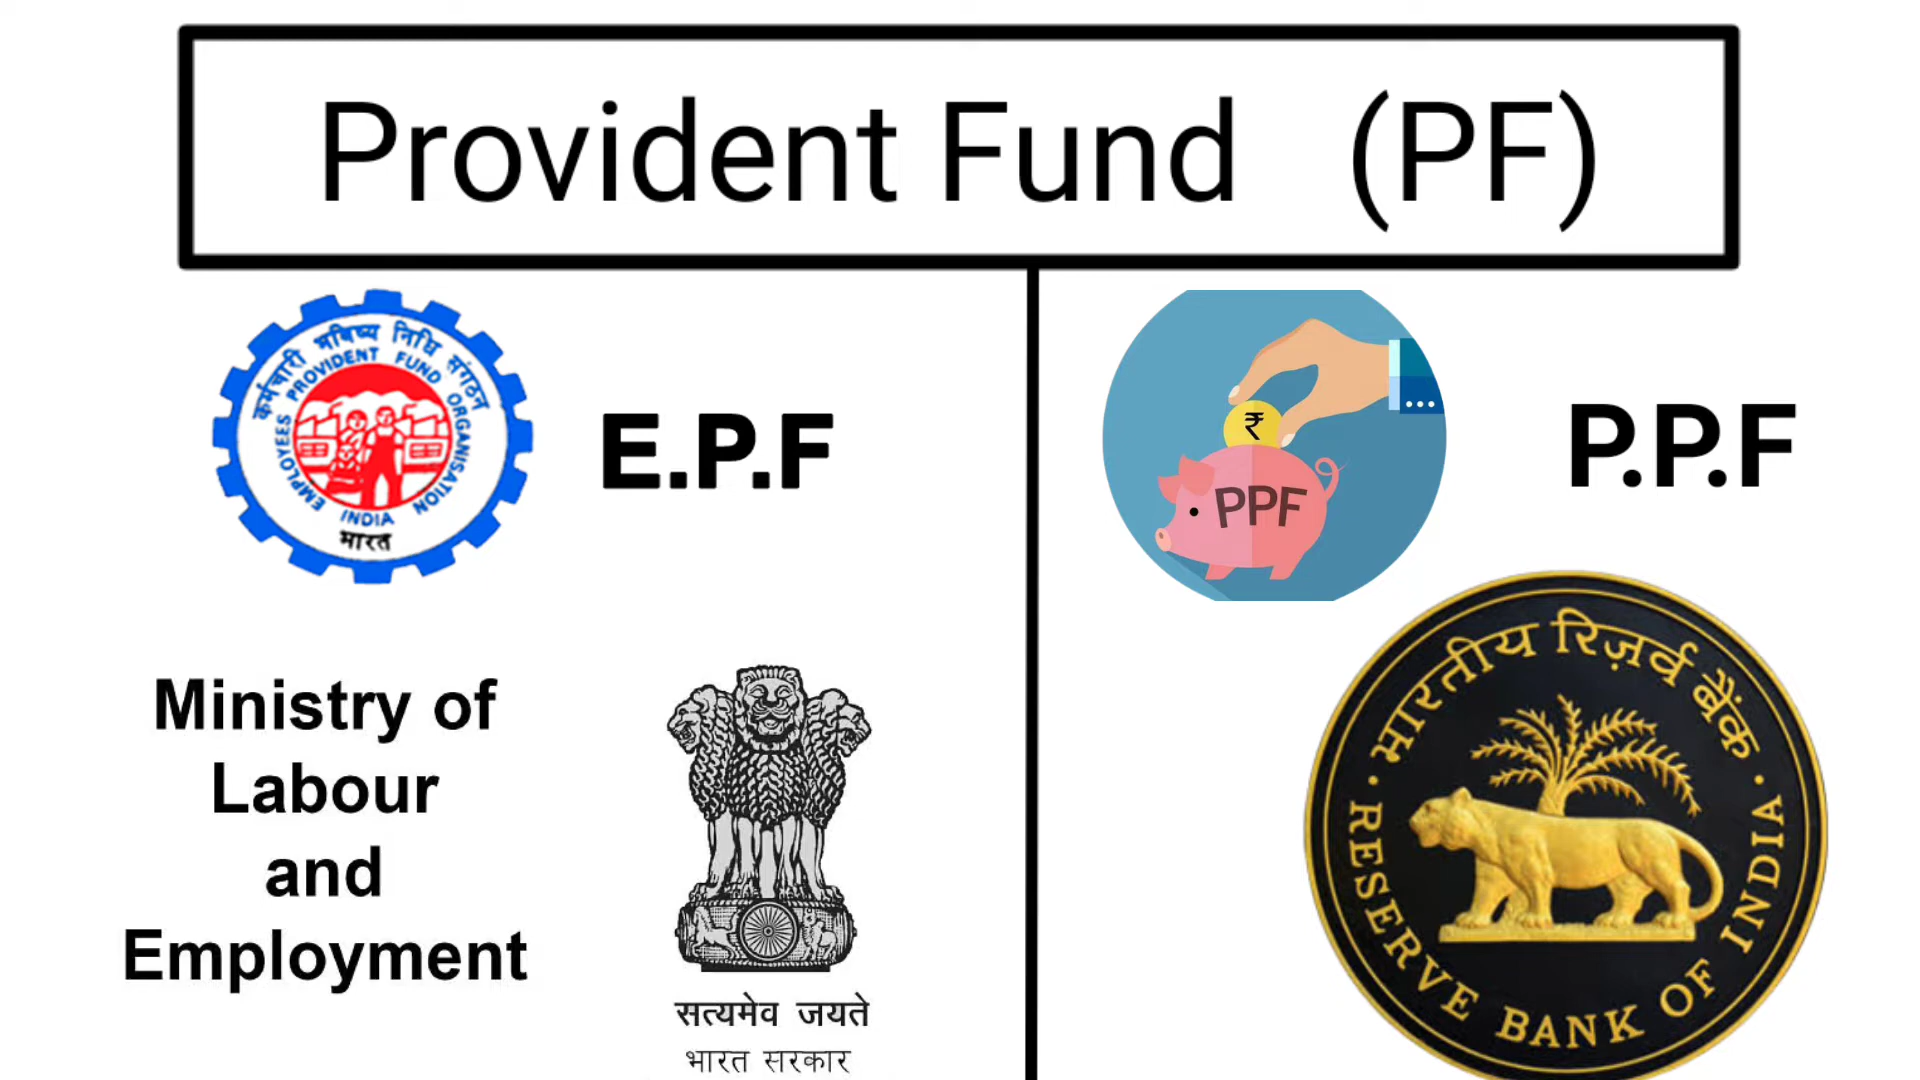 Provident Fund (PF)
कर्मचारी भविष्य निधि संगठन
EMPLOYEES PROVIDENT FUND ORGANISATION
INDIA
भारत
E.P.F
Ministry of
Labour
and
Employment
सत्यमेव जयते
भारत सरकार
₹
PPF
P.P.F
भारतीय रिज़र्व बैंक
RESERVE BANK OF INDIA